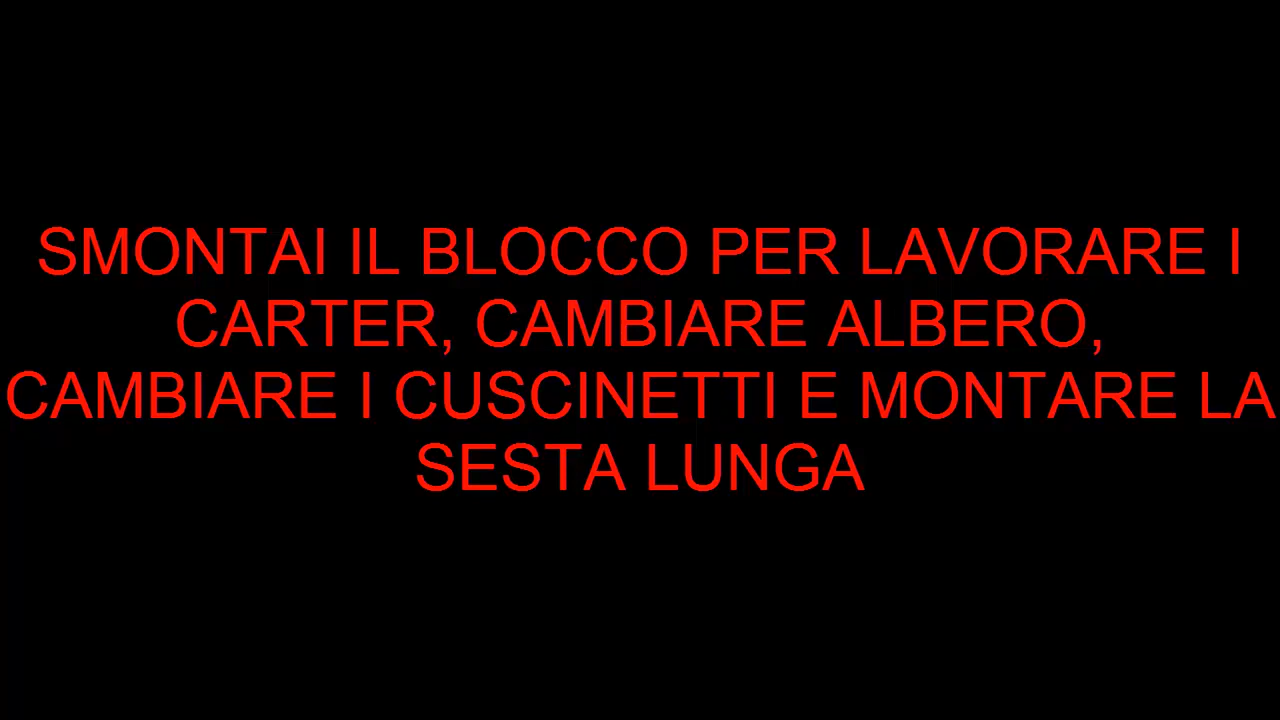 SMONTAI IL BLOCCO PER LAVORARE I
CARTER, CAMBIARE ALBERO,
CAMBIARE I CUSCINETTI E MONTARE LA
SESTA LUNGA